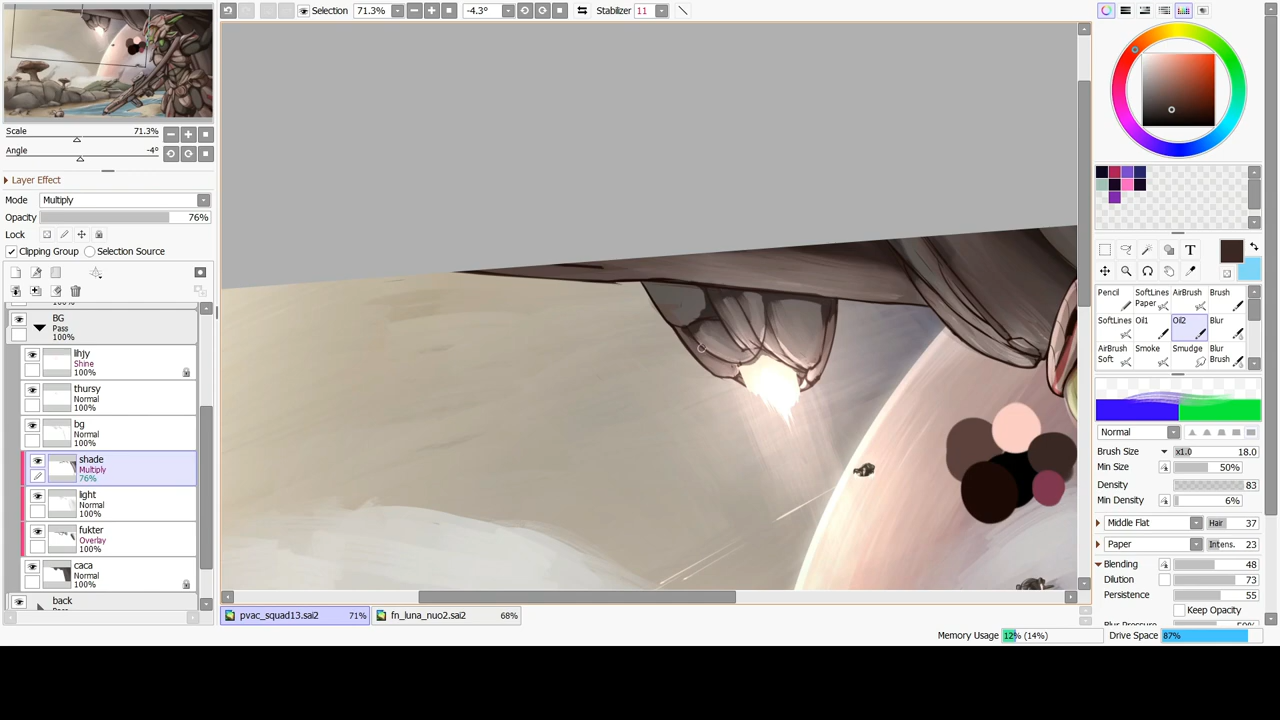 Selection 71.3% -4.3° Stabilizer 11
Scale 71.3%
Angle -4°
Layer Effect
Mode Multiply
Opacity 76%
Lock
Clipping Group Selection Source
100%
BG
Pass
100%
lihjy
Shine
100%
thursy
Normal
100%
bg
Normal
100%
shade
Multiply
76%
light
Normal
100%
fukter
Overlay
100%
caca
Normal
100%
back
T
Pencil SoftLines Paper AirBrush Brush
SoftLines Oil1 Oil2 Blur
AirBrush Soft Smoke Smudge Blur Brush
Normal
Brush Size x1.0 18.0
Min Size 50%
Density 83
Min Density 6%
Middle Flat Hair 37
Paper Intens. 23
Blending 48
Dilution 73
Persistence 55
Keep Opacity
pvac_squad13.sai2 71% fn_luna_nuo2.sai2 68%
Memory Usage 12% (14%) Drive Space 87%